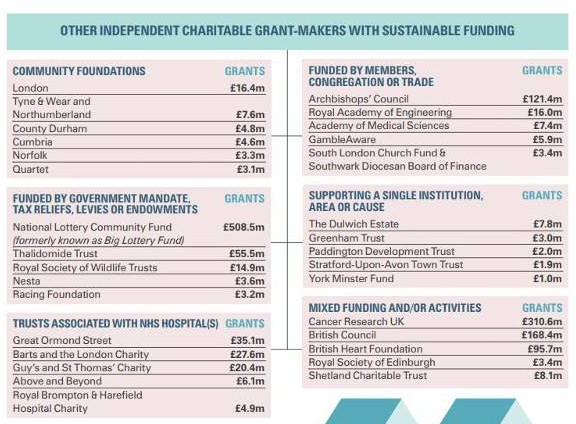 OTHER INDEPENDENT CHARITABLE GRANT-MAKERS WITH SUSTAINABLE FUNDING
COMMUNITY FOUNDATIONS GRANTS
London £16.4m
Tyne & Wear and
Northumberland £7.6m
County Durham £4.8m
Cumbria £4.6m
Norfolk £3.3m
Quartet £3.1m
FUNDED BY GOVERNMENT MANDATE, GRANTS
TAX RELIEFS, LEVIES OR ENDOWMENTS
National Lottery Community Fund £508.5m
(formerly known as Big Lottery Fund)
Thalidomide Trust £55.5m
Royal Society of Wildlife Trusts £14.9m
Nesta £3.6m
Racing Foundation £3.2m
TRUSTS ASSOCIATED WITH NHS HOSPITAL(S) GRANTS
Great Ormond Street £35.1m
Barts and the London Charity £27.6m
Guy's and St Thomas' Charity £20.4m
Above and Beyond £6.1m
Royal Brompton & Harefield
Hospital Charity £4.9m
FUNDED BY MEMBERS, GRANTS
CONGREGATION OR TRADE
Archbishops' Council £121.4m
Royal Academy of Engineering £16.0m
Academy of Medical Sciences £7.4m
GambleAware £5.9m
South London Church Fund & £3.4m
Southwark Diocesan Board of Finance
SUPPORTING A SINGLE INSTITUTION, GRANTS
AREA OR CAUSE
The Dulwich Estate £7.8m
Greenham Trust £3.0m
Paddington Development Trust £2.0m
Stratford-Upon-Avon Town Trust £1.9m
York Minster Fund £1.0m
MIXED FUNDING AND/OR ACTIVITIES GRANTS
Cancer Research UK £310.6m
British Council £168.4m
British Heart Foundation £95.7m
Royal Society of Edinburgh £3.4m
Shetland Charitable Trust £8.1m